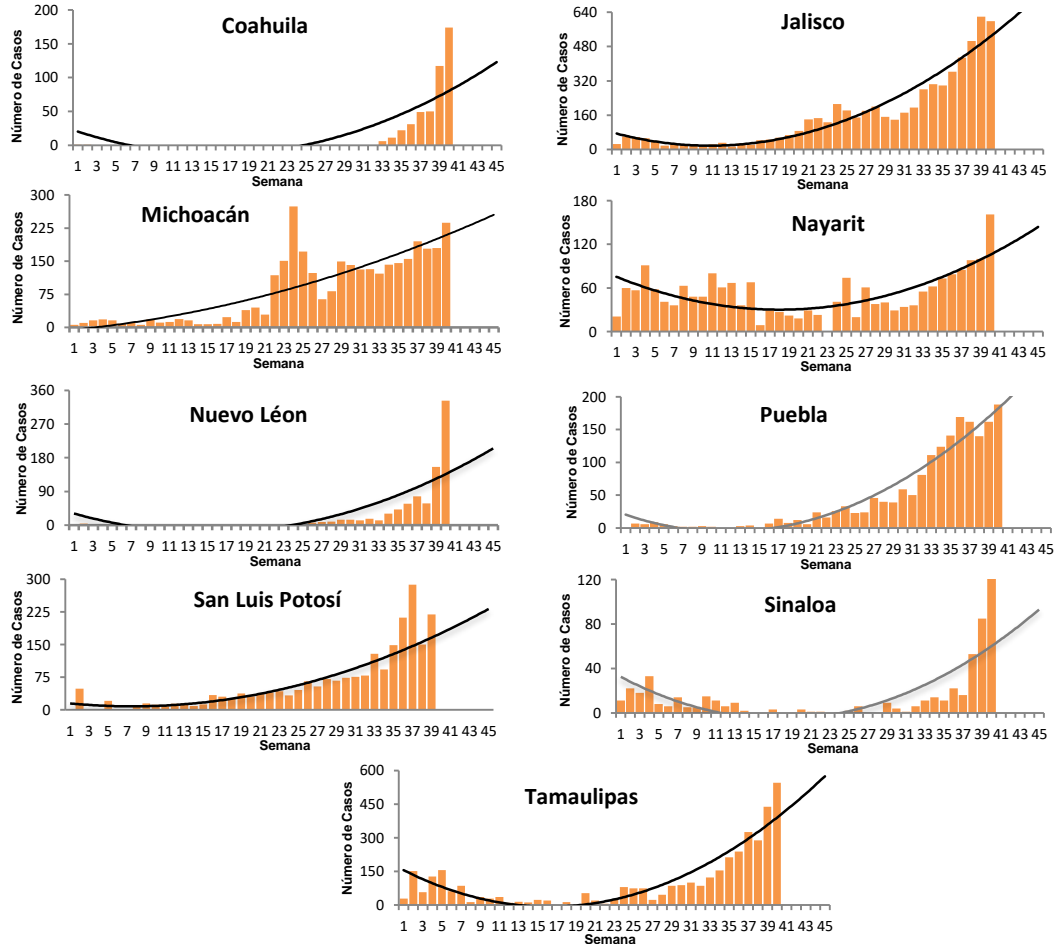 Coahuila
Número de Casos
200
150
100
50
0
1 3 5 7 9 11 13 15 17 19 21 23 25 27 29 31 33 35 37 39 41 43 45
Semana
Jalisco
Número de Casos
640
480
320
160
0
1 3 5 7 9 11 13 15 17 19 21 23 25 27 29 31 33 35 37 39 41 43 45
Semana
Michoacán
Número de Casos
300
225
150
75
0
1 3 5 7 9 11 13 15 17 19 21 23 25 27 29 31 33 35 37 39 41 43 45
Semana
Nayarit
Número de Casos
180
120
60
0
1 3 5 7 9 11 13 15 17 19 21 23 25 27 29 31 33 35 37 39 41 43 45
Semana
Nuevo Léon
Número de Casos
360
270
180
90
0
1 3 5 7 9 11 13 15 17 19 21 23 25 27 29 31 33 35 37 39 41 43 45
Semana
Puebla
Número de Casos
200
150
100
50
0
1 3 5 7 9 11 13 15 17 19 21 23 25 27 29 31 33 35 37 39 41 43 45
Semana
San Luis Potosí
Número de Casos
300
225
150
75
0
1 3 5 7 9 11 13 15 17 19 21 23 25 27 29 31 33 35 37 39 41 43 45
Semana
Sinaloa
Número de Casos
120
80
40
0
1 3 5 7 9 11 13 15 17 19 21 23 25 27 29 31 33 35 37 39 41 43 45
Semana
Tamaulipas
Número de Casos
600
450
300
150
0
1 3 5 7 9 11 13 15 17 19 21 23 25 27 29 31 33 35 37 39 41 43 45
Semana